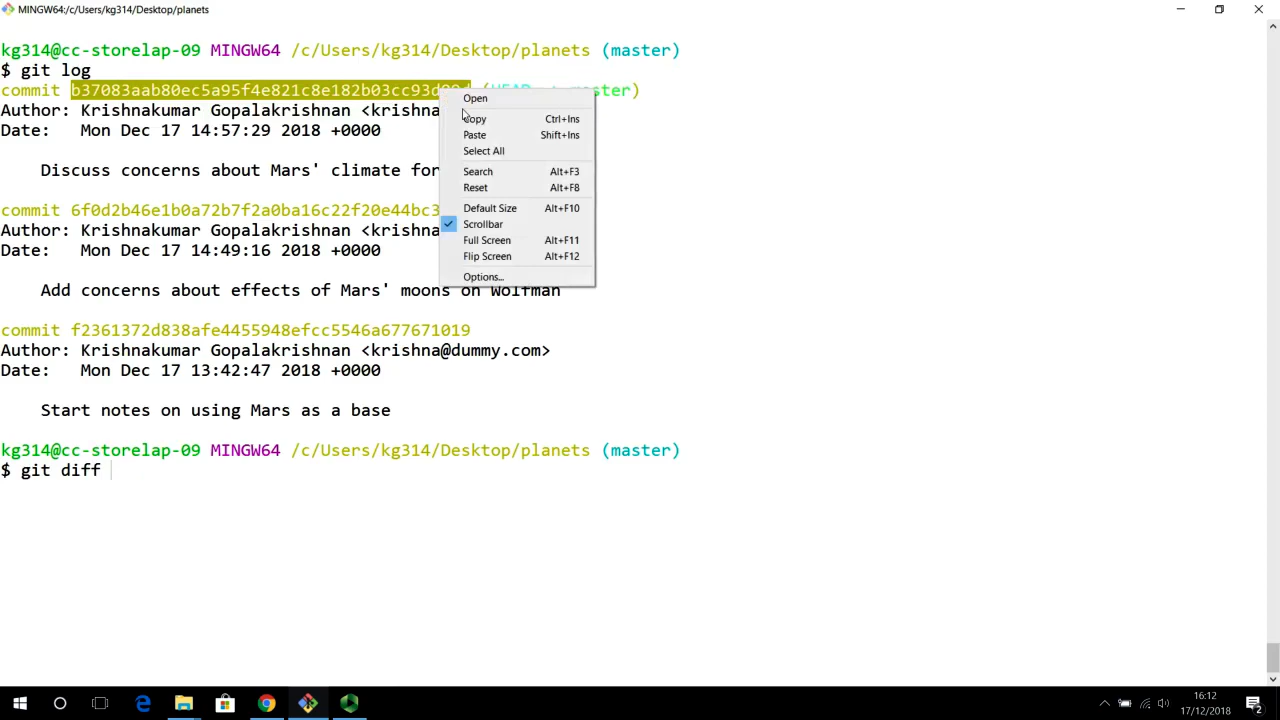 MINGW64:/c/Users/kg314/Desktop/planets
kg314@cc-storelap-09 MINGW64 /c/Users/kg314/Desktop/planets (master)
$ git log
commit b37083aab80ec5a95f4e821c8e182b03cc93d master)
Author: Krishnakumar Gopalakrishnan <krishna
Date:   Mon Dec 17 14:57:29 2018 +0000
Discuss concerns about Mars' climate for
commit 6f0d2b46e1b0a72b7f2a0ba16c22f20e44bc3
Author: Krishnakumar Gopalakrishnan <krishna
Date:   Mon Dec 17 14:49:16 2018 +0000
Add concerns about effects of Mars' moons on Wolfman
commit f2361372d838afe4455948efcc5546a677671019
Author: Krishnakumar Gopalakrishnan <krishna@dummy.com>
Date:   Mon Dec 17 13:42:47 2018 +0000
Start notes on using Mars as a base
kg314@cc-storelap-09 MINGW64 /c/Users/kg314/Desktop/planets (master)
$ git diff
Open
Copy Ctrl+Ins
Paste Shift+Ins
Select All
Search Alt+F3
Reset Alt+F8
Default Size Alt+F10
Scrollbar
Full Screen Alt+F11
Flip Screen Alt+F12
Options...
16:12
17/12/2018
2